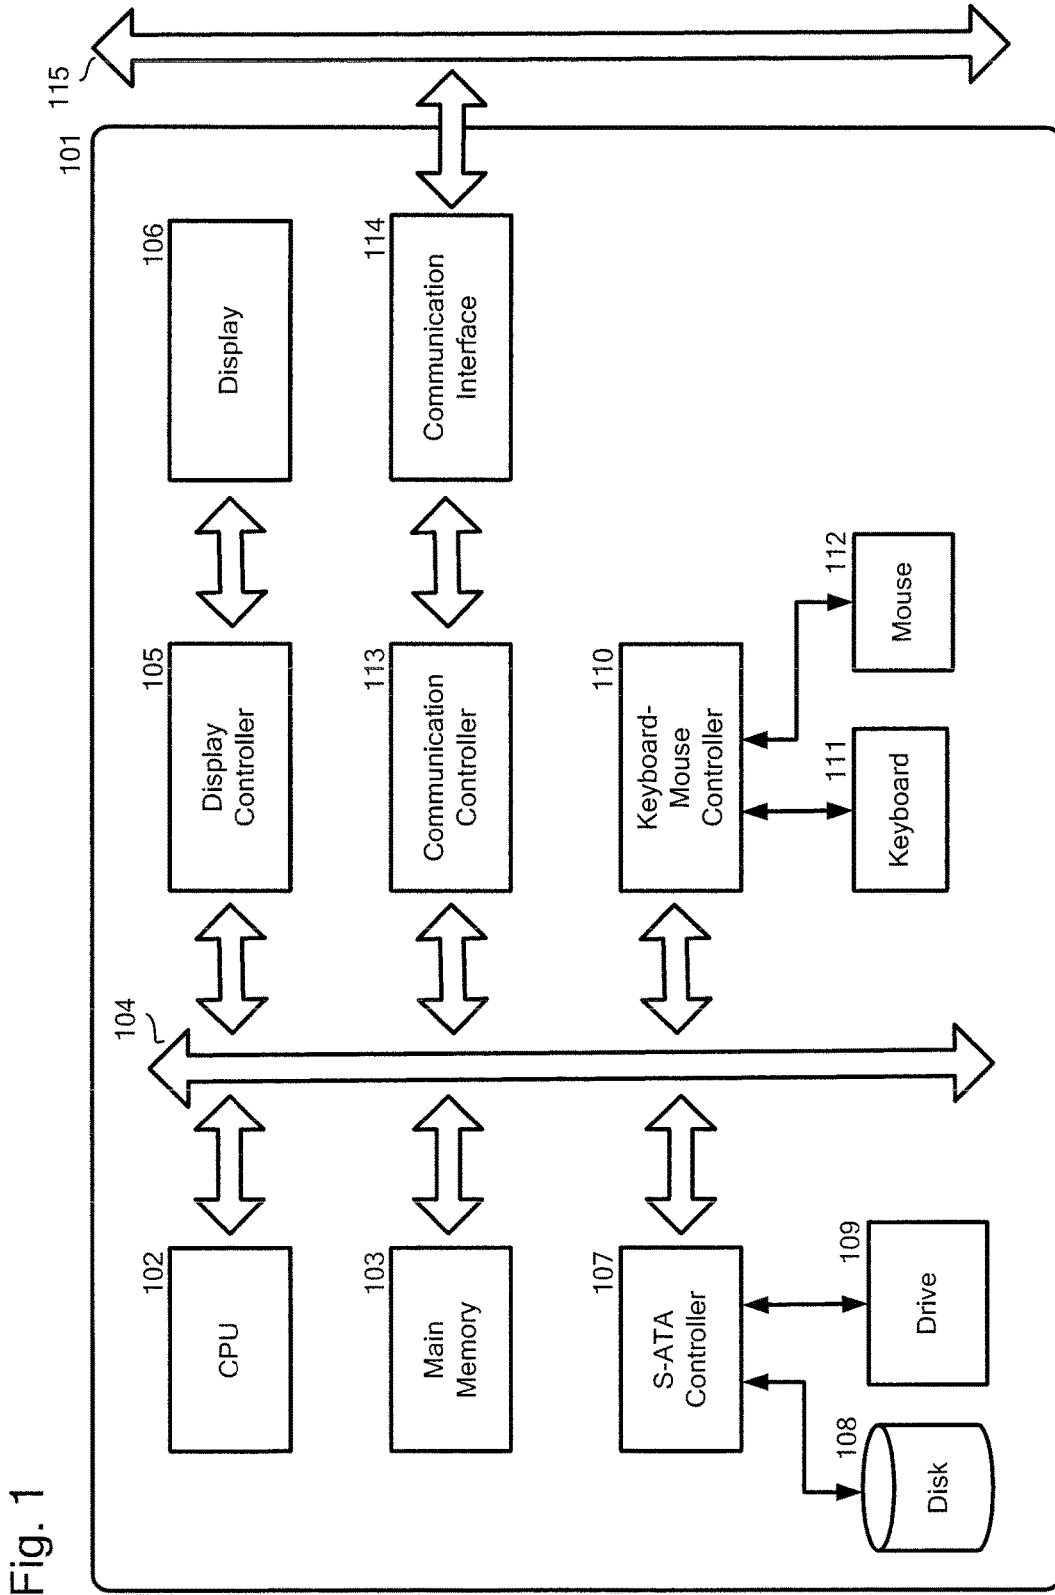 Fig. 1
101
115
102
CPU
104
105
Display
Controller
106
Display
103
Main
Memory
113
Communication
Controller
114
Communication
Interface
107
S-ATA
Controller
110
Keyboard-
Mouse
Controller
108
Disk
109
Drive
111
Keyboard
112
Mouse